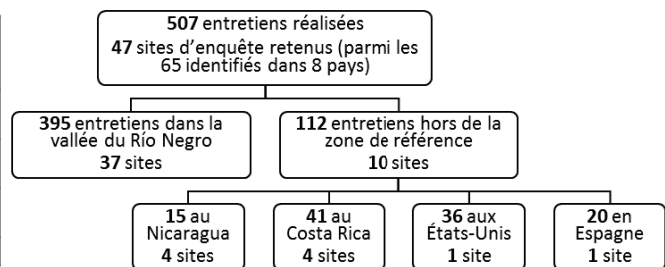 507 entretiens réalisées
47 sites d'enquête retenus (parmi les
65 identifiés dans 8 pays)
395 entretiens dans la
vallée du Río Negro
37 sites
112 entretiens hors de la
zone de référence
10 sites
15 au
Nicaragua
4 sites
41 au
Costa Rica
4 sites
36 aux
États-Unis
1 site
20 en
Espagne
1 site